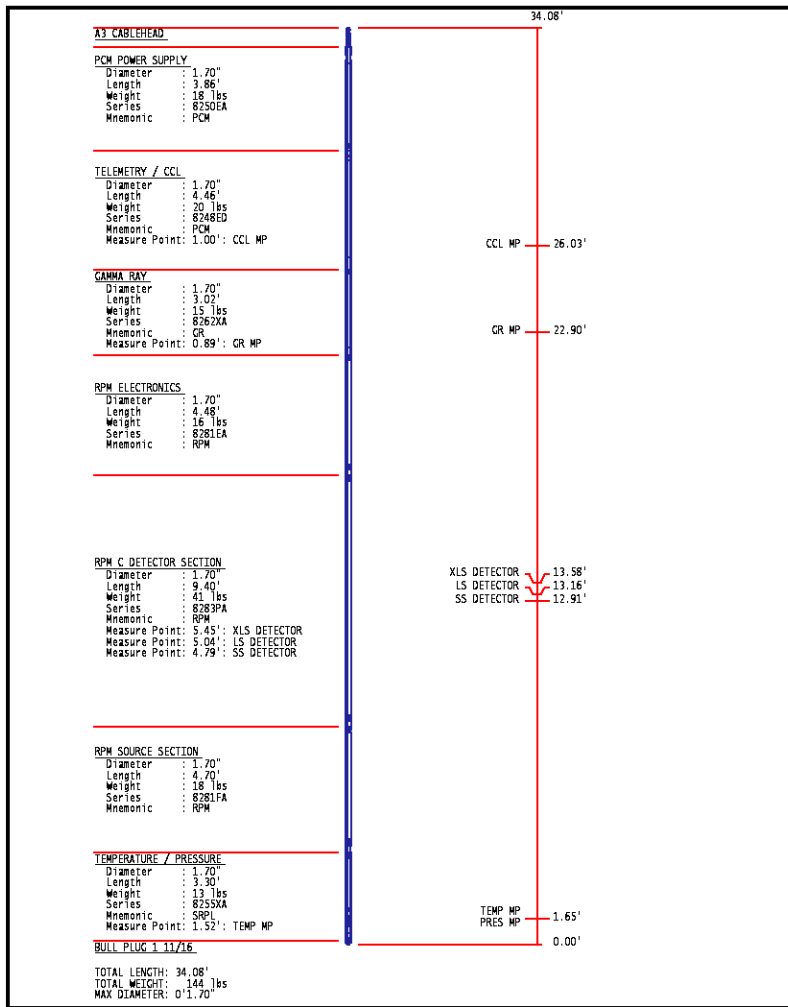 34.08'
A3 CABLEHEAD
PCM POWER SUPPLY
Diameter : 1.70"
Length : 3.86'
Weight : 18 lbs
Series : 8250EA
Mnemonic : PCM
TELEMETRY / CCL
Diameter : 1.70"
Length : 4.46'
Weight : 20 lbs
Series : 8248ED
Mnemonic : PCM
Measure Point: 1.00': CCL MP
CCL MP 26.03'
GAMMA RAY
Diameter : 1.70"
Length : 3.02'
Weight : 15 lbs
Series : 8262XA
Mnemonic : GR
Measure Point: 0.89': GR MP
GR MP 22.90'
RPM ELECTRONICS
Diameter : 1.70"
Length : 4.48'
Weight : 16 lbs
Series : 8281EA
Mnemonic : RPM
RPM C DETECTOR SECTION
Diameter : 1.70"
Length : 9.40'
Weight : 41 lbs
Series : 8283PA
Mnemonic : RPM
Measure Point: 5.45': XLS DETECTOR
Measure Point: 5.04': LS DETECTOR
Measure Point: 4.79': SS DETECTOR
XLS DETECTOR 13.58'
LS DETECTOR 13.16'
SS DETECTOR 12.91'
RPM SOURCE SECTION
Diameter : 1.70"
Length : 4.70'
Weight : 18 lbs
Series : 8281FA
Mnemonic : RPM
TEMPERATURE / PRESSURE
Diameter : 1.70"
Length : 3.30'
Weight : 13 lbs
Series : 8255XA
Mnemonic : SRPL
Measure Point: 1.52': TEMP MP
TEMP MP
PRES MP 1.65'
0.00'
BULL PLUG 1 11/16
TOTAL LENGTH: 34.08'
TOTAL WEIGHT: 144 lbs
MAX DIAMETER: 0'1.70"